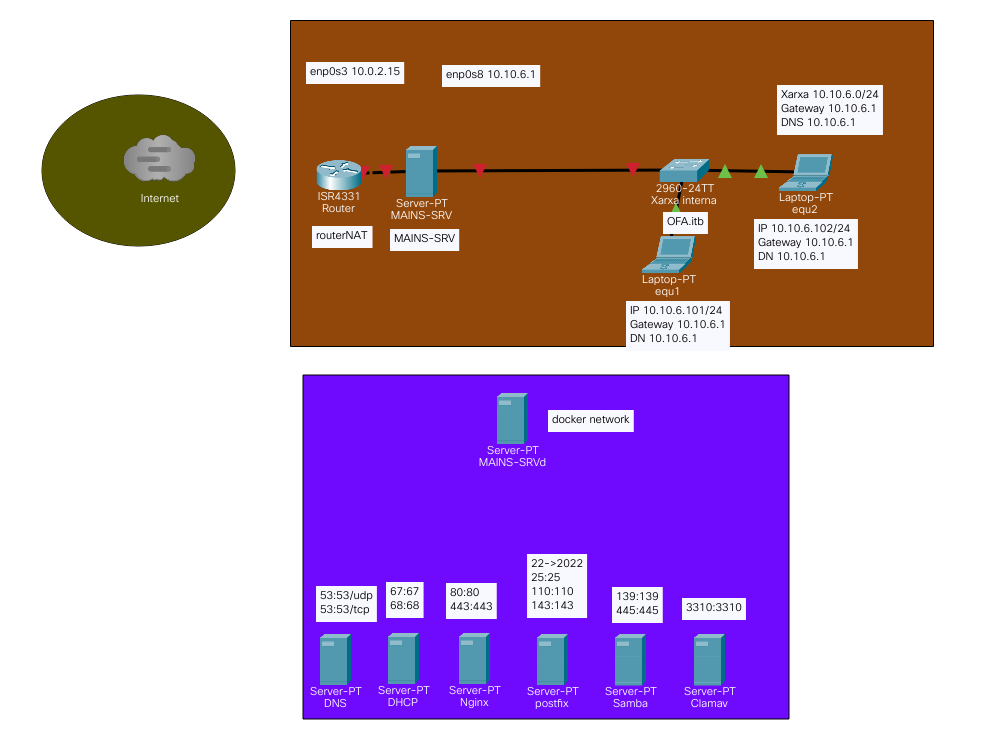 enp0s3 10.0.2.15
enp0s8 10.10.6.1
Xarxa 10.10.6.0/24
Gateway 10.10.6.1
DNS 10.10.6.1
Internet
ISR4331
Router
routerNAT
Server-PT
MAINS-SRV
MAINS-SRV
2960-24TT
Xarxa interna
OFA.itb
Laptop-PT
equ2
IP 10.10.6.102/24
Gateway 10.10.6.1
DN 10.10.6.1
Laptop-PT
equ1
IP 10.10.6.101/24
Gateway 10.10.6.1
DN 10.10.6.1
docker network
Server-PT
MAINS-SRVd
53:53/udp
53:53/tcp
67:67
68:68
80:80
443:443
22->2022
25:25
110:110
143:143
139:139
445:445
3310:3310
Server-PT
DNS
Server-PT
DHCP
Server-PT
Nginx
Server-PT
postfix
Server-PT
Samba
Server-PT
Clamav